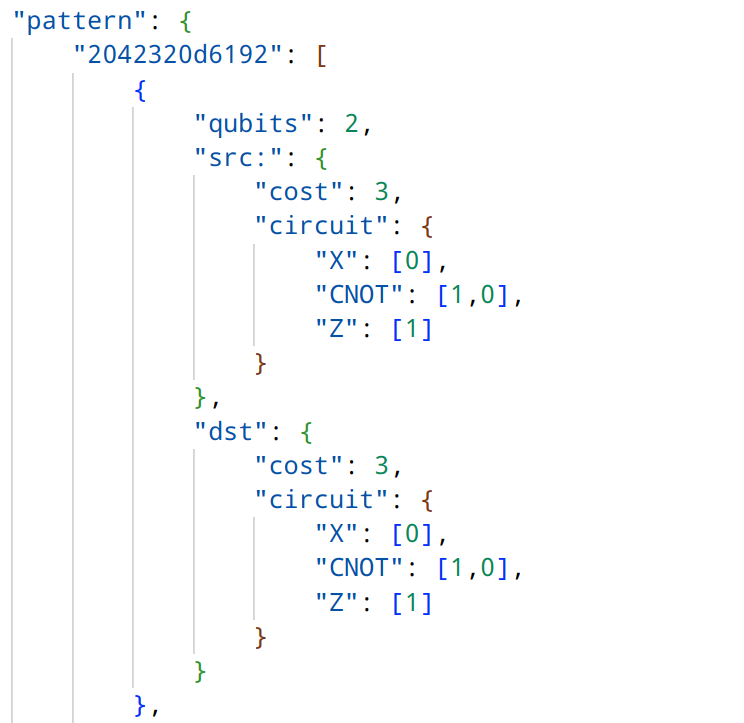 "pattern": {
    "2042320d6192": [
        {
            "qubits": 2,
            "src:": {
                "cost": 3,
                "circuit": {
                    "X": [0],
                    "CNOT": [1,0],
                    "Z": [1]
                }
            },
            "dst": {
                "cost": 3,
                "circuit": {
                    "X": [0],
                    "CNOT": [1,0],
                    "Z": [1]
                }
            }
        },